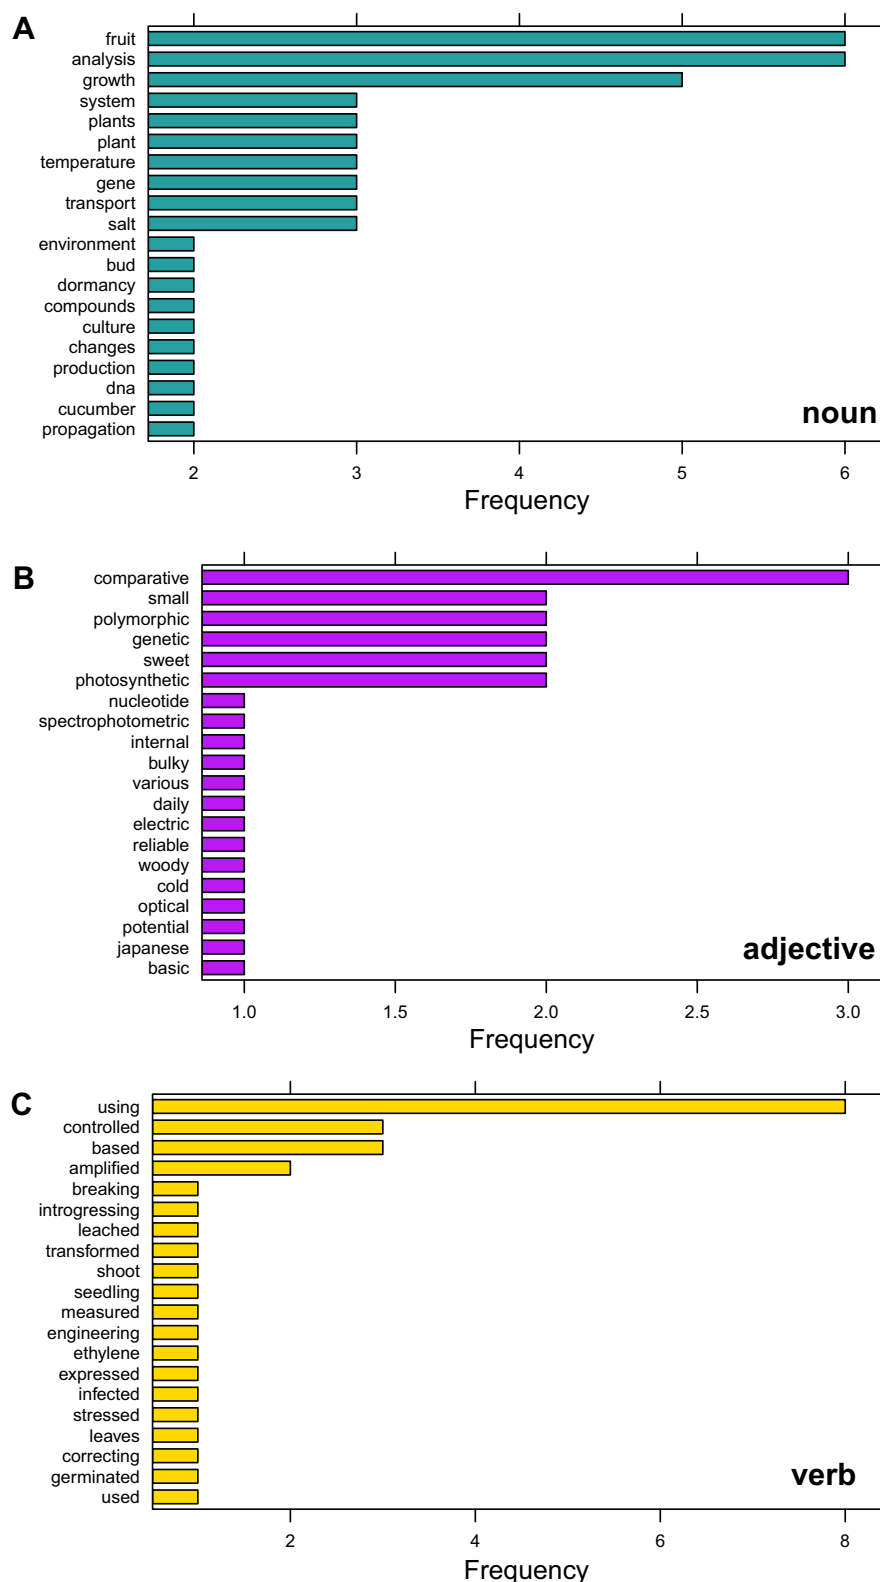 A
fruit
analysis
growth
system
plants
plant
temperature
gene
transport
salt
environment
bud
dormancy
compounds
culture
changes
production
dna
cucumber
propagation
noun
2 3 4 5 6
Frequency
B
comparative
small
polymorphic
genetic
sweet
photosynthetic
nucleotide
spectrophotometric
internal
bulky
various
daily
electric
reliable
woody
cold
optical
potential
japanese
basic
adjective
1.0 1.5 2.0 2.5 3.0
Frequency
C
using
controlled
based
amplified
breaking
introgressing
leached
transformed
shoot
seedling
measured
engineering
ethylene
expressed
infected
stressed
leaves
correcting
germinated
used
verb
2 4 6 8
Frequency